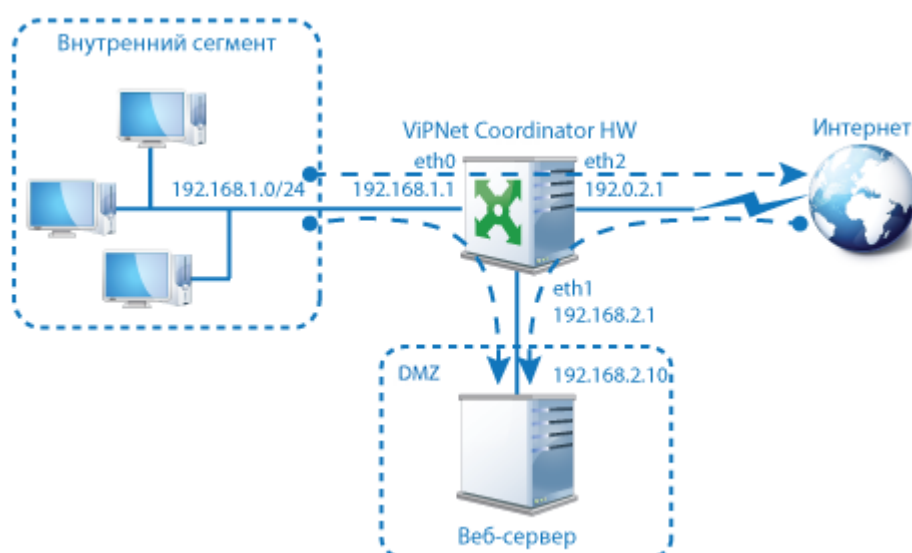 Внутренний сегмент
ViPNet Coordinator HW
Интернет
eth0
eth2
192.168.1.0/24
192.168.1.1
192.0.2.1
eth1
192.168.2.1
DMZ
192.168.2.10
Веб-сервер